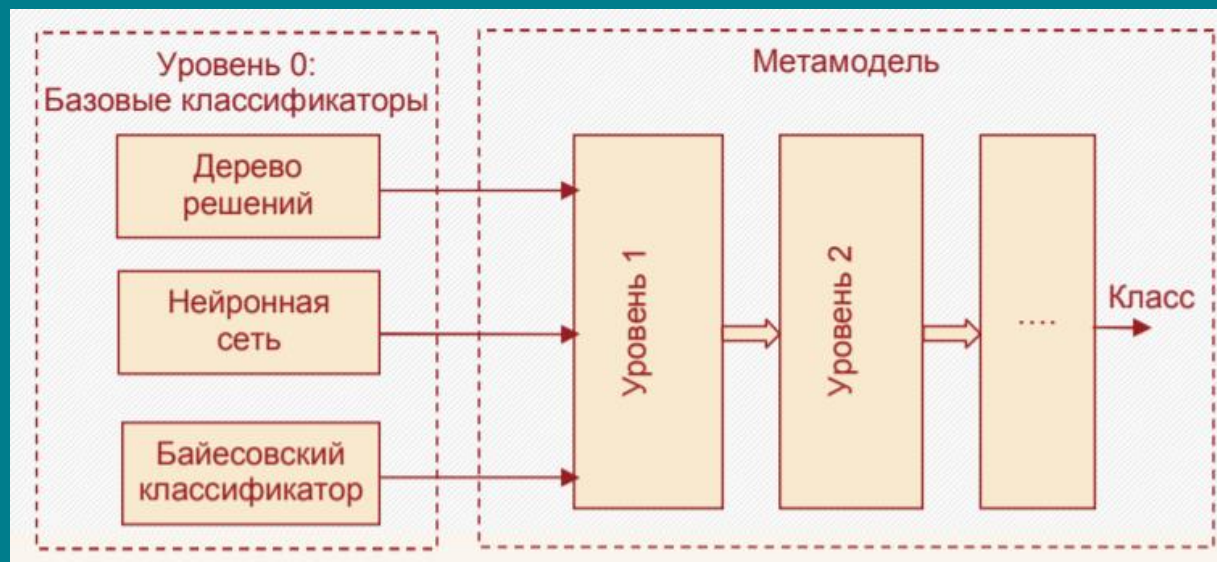 Уровень 0:
Базовые классификаторы
Дерево
решений
Нейронная
сеть
Байесовский
классификатор
Метамодель
Уровень 1
Уровень 2
....
Класс